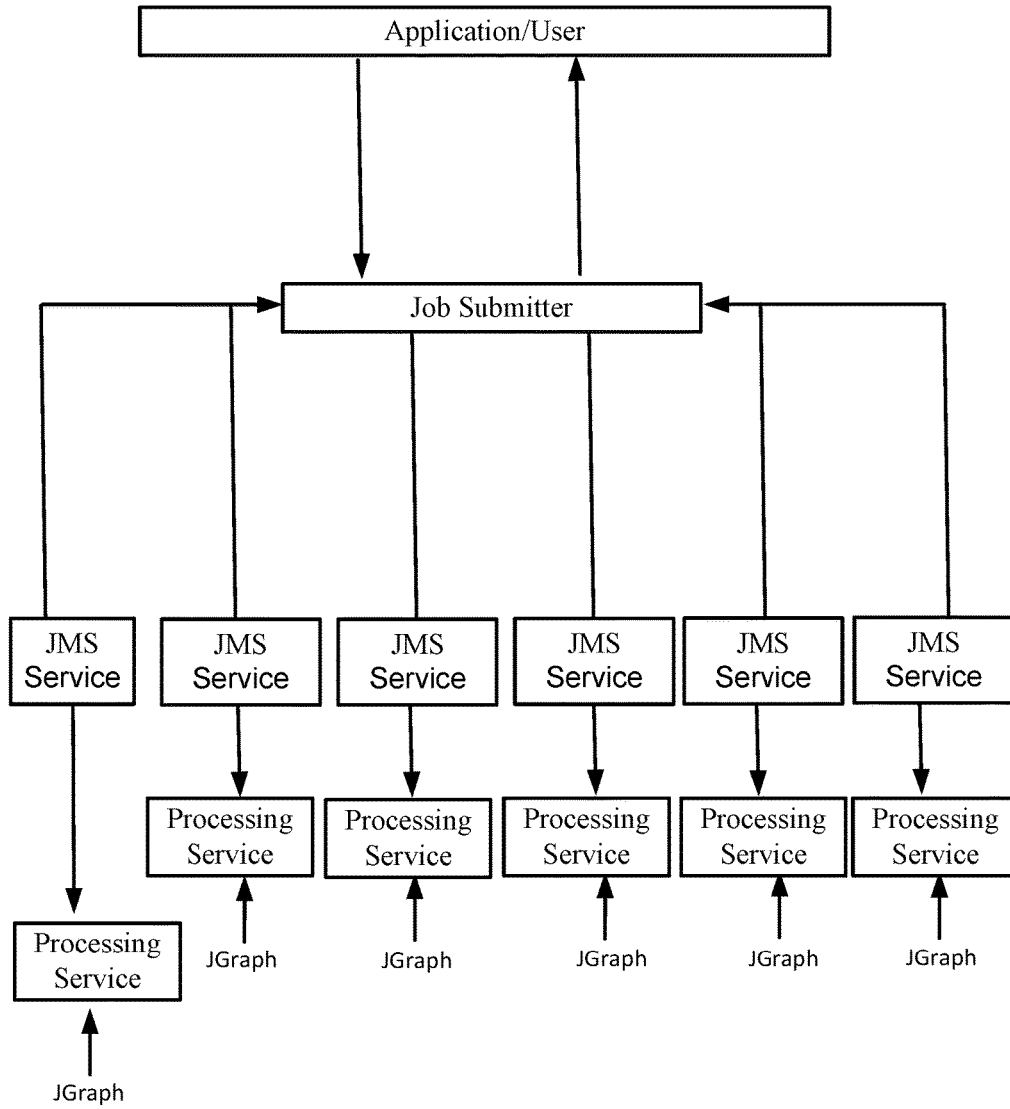 Application/User
Job Submitter
JMS
Service
JMS
Service
JMS
Service
JMS
Service
JMS
Service
JMS
Service
Processing
Service
Processing
Service
Processing
Service
Processing
Service
Processing
Service
Processing
Service
JGraph
JGraph
JGraph
JGraph
JGraph
JGraph